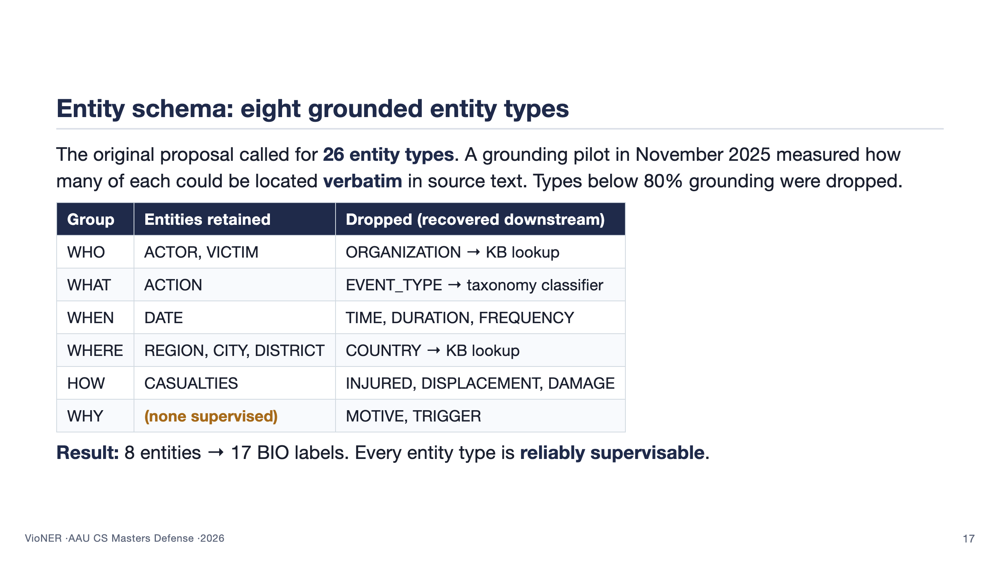 Entity schema: eight grounded entity types
The original proposal called for 26 entity types. A grounding pilot in November 2025 measured how
many of each could be located verbatim in source text. Types below 80% grounding were dropped.
Group Entities retained Dropped (recovered downstream)
WHO ACTOR, VICTIM ORGANIZATION → KB lookup
WHAT ACTION EVENT_TYPE → taxonomy classifier
WHEN DATE TIME, DURATION, FREQUENCY
WHERE REGION, CITY, DISTRICT COUNTRY → KB lookup
HOW CASUALTIES INJURED, DISPLACEMENT, DAMAGE
WHY (none supervised) MOTIVE, TRIGGER
Result: 8 entities → 17 BIO labels. Every entity type is reliably supervisable.
VioNER ·AAU CS Masters Defense ·2026
17